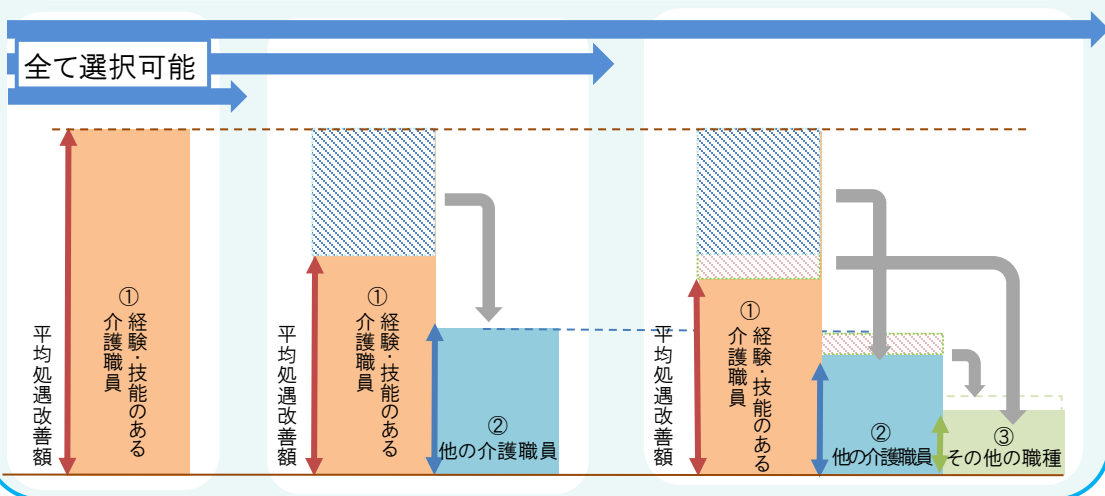 全て選択可能
平均処遇改善額
①
経験・技能のある
介護職員
平均処遇改善額
①
経験・技能のある
介護職員
②
他の介護職員
平均処遇改善額
①
経験・技能のある
介護職員
②
他の介護職員
③
その他の職種